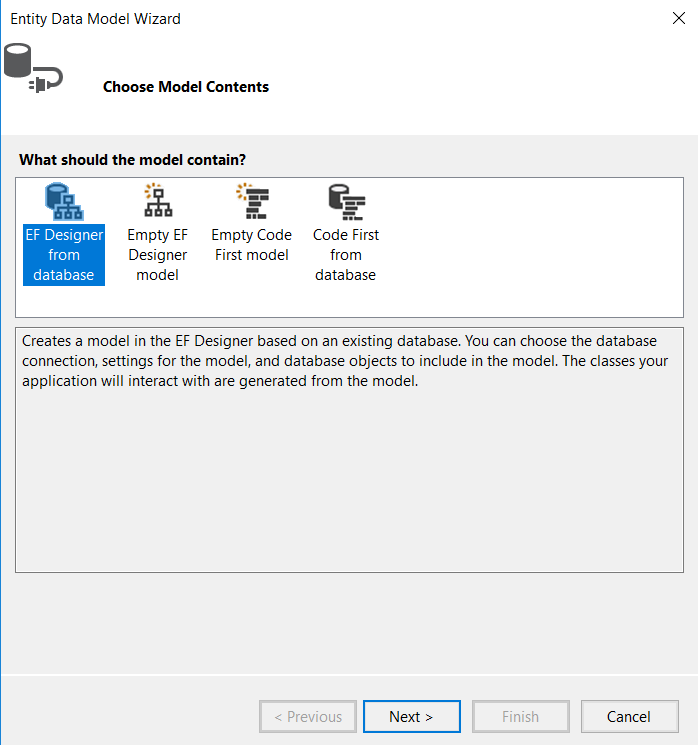 Entity Data Model Wizard
Choose Model Contents
What should the model contain?
EF Designer
from
database
Empty EF
Designer
model
Empty Code
First model
Code First
from
database
Creates a model in the EF Designer based on an existing database. You can choose the database
connection, settings for the model, and database objects to include in the model. The classes your
application will interact with are generated from the model.
< Previous
Next >
Finish
Cancel